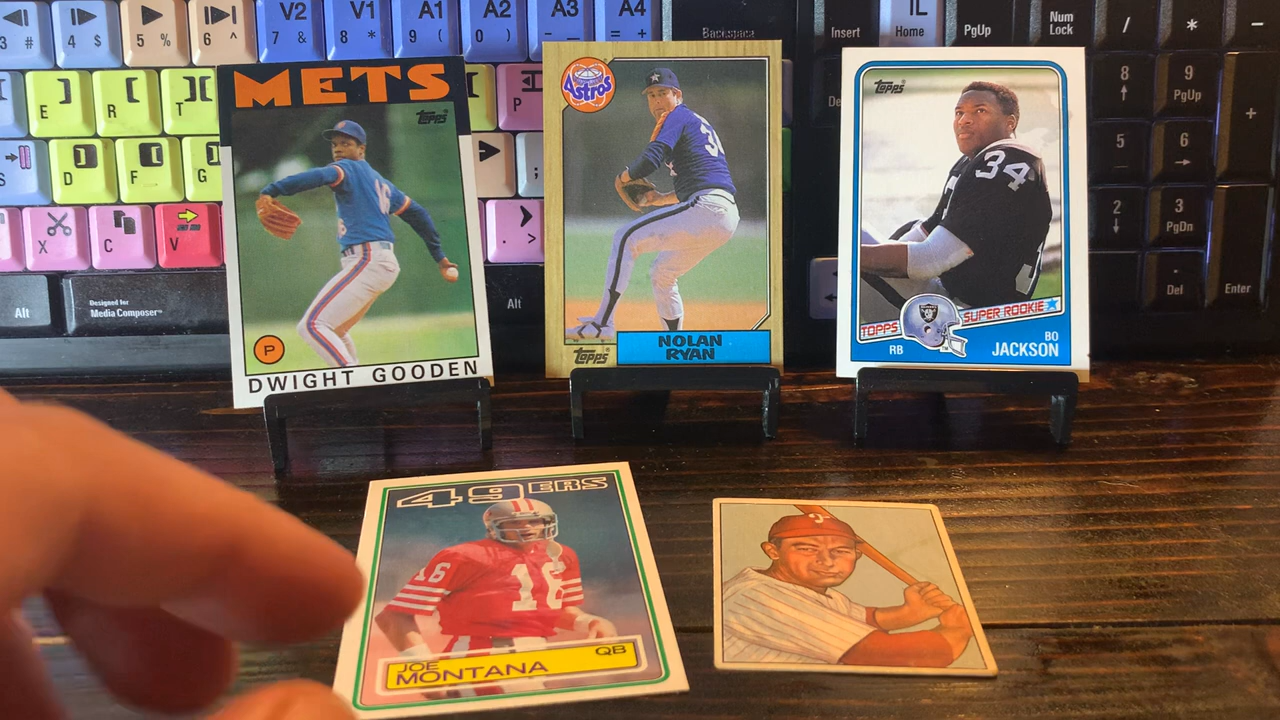 3 #
4 $
5 %
6 ^
V2
7 &
V1
8 *
A1
9 (
A2
0 )
A3
- _
A4
= +
Backspace
Insert
Home
PgUp
Num
Lock
/
*
-
E
R
T
P
8
9
PgUp
+
S
D
F
G
;
5
6
X
C
V
. >
2
3
PgDn
Alt
Designed for
Media Composer
Alt
Del
Enter
METS
Topps
P
DWIGHT GOODEN
Astros
34
Topps
NOLAN
RYAN
Topps
34
TOPPS
SUPER ROOKIE
RB
BO
JACKSON
49ERS
16
16
QB
JOE
MONTANA
P